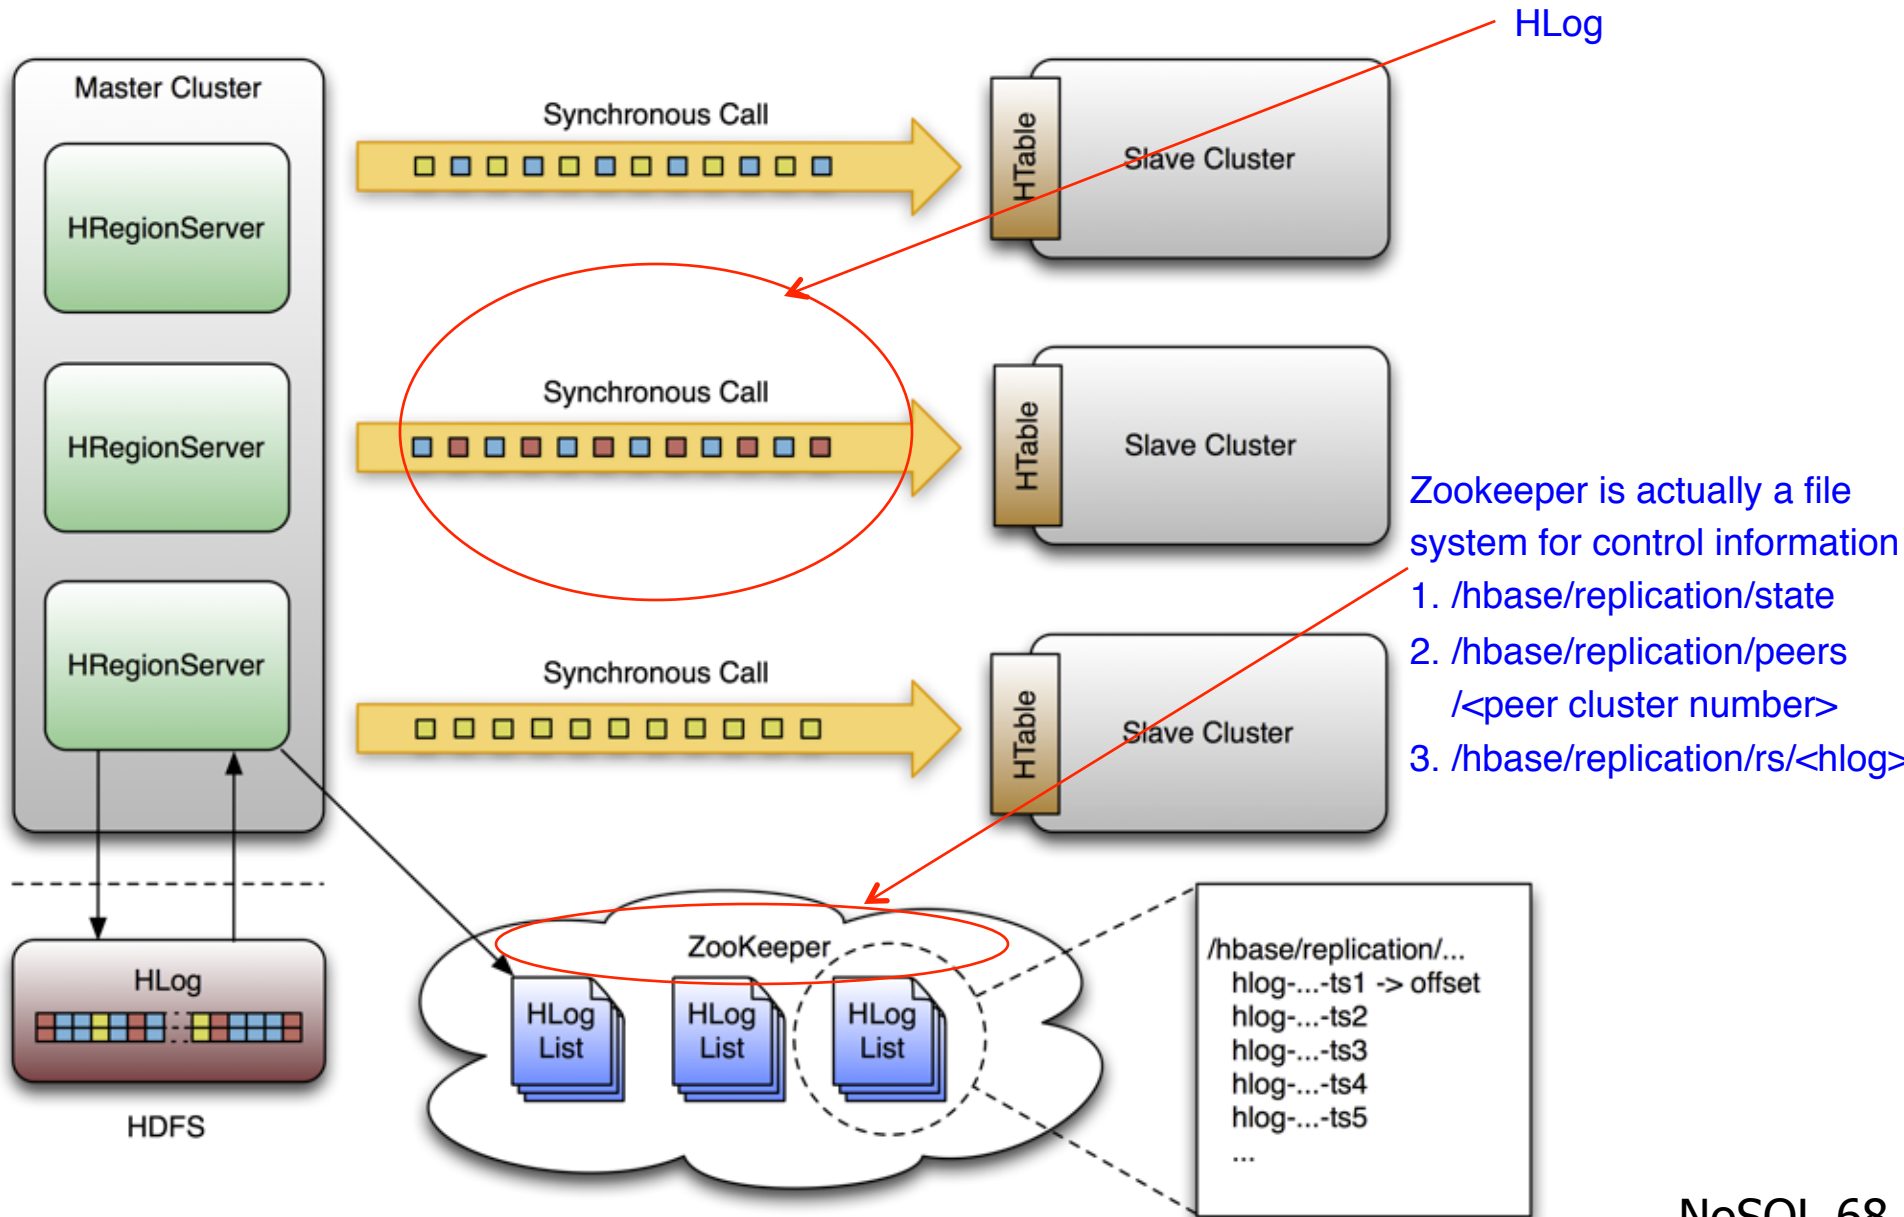 HLog
Master Cluster
Synchronous Call
HTable
Slave Cluster
HRegionServer
Synchronous Call
HTable
Slave Cluster
HRegionServer
Zookeeper is actually a file
system for control information
1. /hbase/replication/state
2. /hbase/replication/peers
/<peer cluster number>
3. /hbase/replication/rs/<hlog>
Synchronous Call
HTable
Slave Cluster
HRegionServer
HLog
HDFS
ZooKeeper
HLog
List
HLog
List
HLog
List
/hbase/replication/...
hlog-...-ts1 -> offset
hlog-...-ts2
hlog-...-ts3
hlog-...-ts4
hlog-...-ts5
...
NoSQL 68